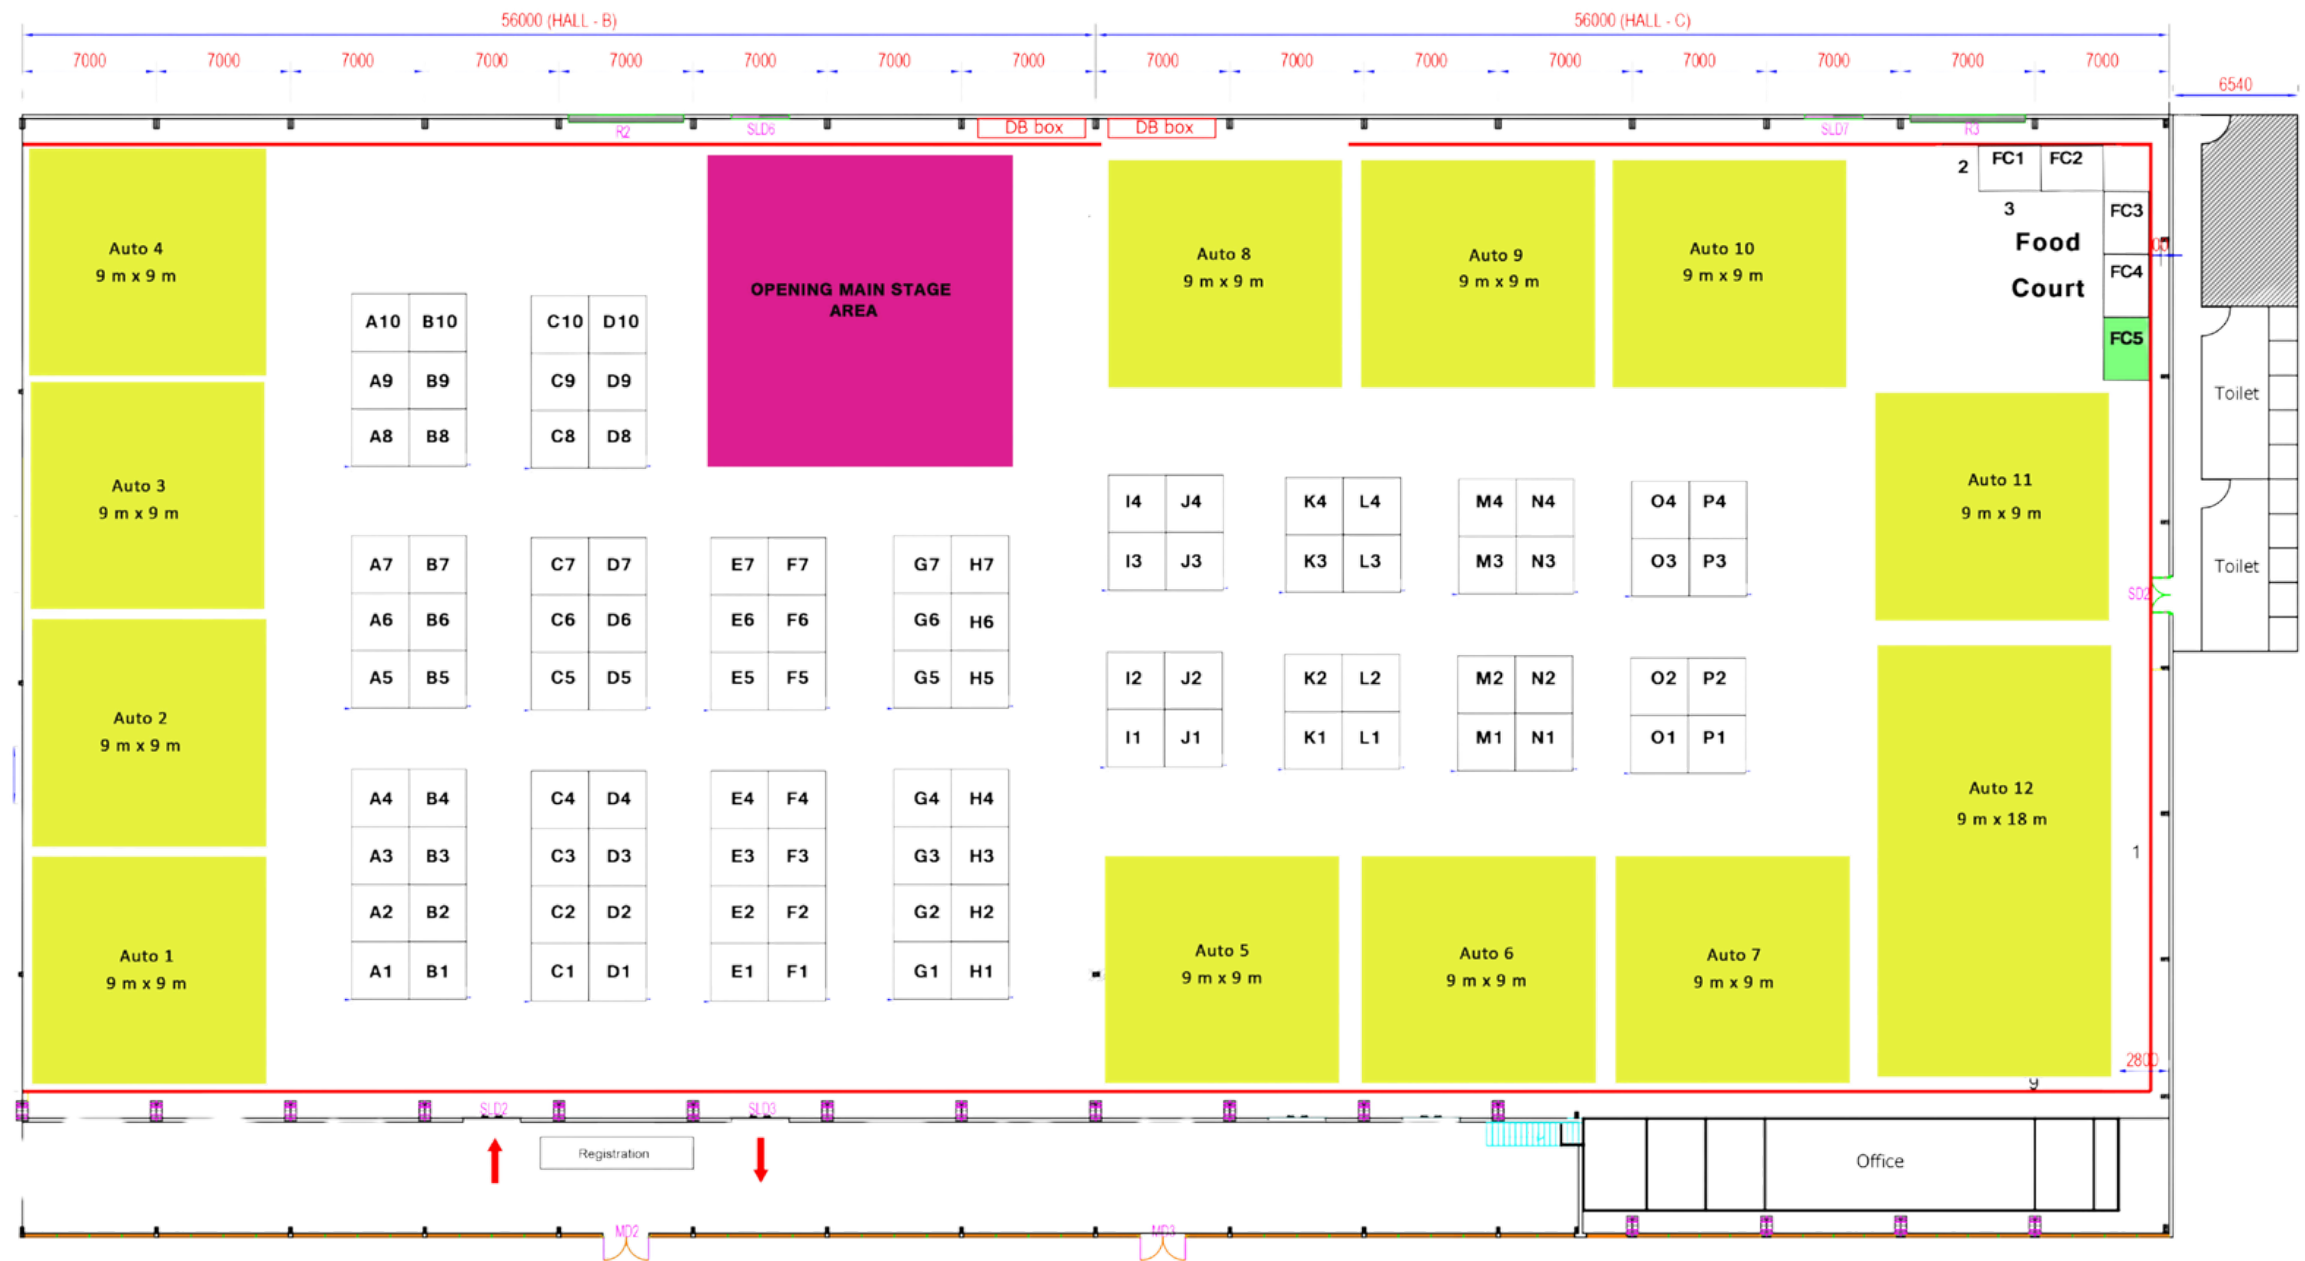 56000 (HALL - B)
56000 (HALL - C)
7000 7000 7000 7000 7000 7000 7000 7000 7000 7000 7000 7000 7000 7000 7000 7000
6540
R2 SLD6 DB box DB box SLD7 R3
2 FC1 FC2
3 FC3
Food
Court
FC4
FC5
Auto 4
9 m x 9 m
OPENING MAIN STAGE
AREA
Auto 8
9 m x 9 m
Auto 9
9 m x 9 m
Auto 10
9 m x 9 m
A10 B10 C10 D10
A9 B9 C9 D9
A8 B8 C8 D8
Toilet
Auto 3
9 m x 9 m
Auto 11
9 m x 9 m
I4 J4 K4 L4 M4 N4 O4 P4
I3 J3 K3 L3 M3 N3 O3 P3
A7 B7 C7 D7 E7 F7 G7 H7
A6 B6 C6 D6 E6 F6 G6 H6
A5 B5 C5 D5 E5 F5 G5 H5
Toilet
SD2
I2 J2 K2 L2 M2 N2 O2 P2
I1 J1 K1 L1 M1 N1 O1 P1
Auto 2
9 m x 9 m
Auto 12
9 m x 18 m
1
A4 B4 C4 D4 E4 F4 G4 H4
A3 B3 C3 D3 E3 F3 G3 H3
A2 B2 C2 D2 E2 F2 G2 H2
A1 B1 C1 D1 E1 F1 G1 H1
Auto 1
9 m x 9 m
Auto 5
9 m x 9 m
Auto 6
9 m x 9 m
Auto 7
9 m x 9 m
2800
SLD2 SLD3
Registration
Office
MD2 MD3